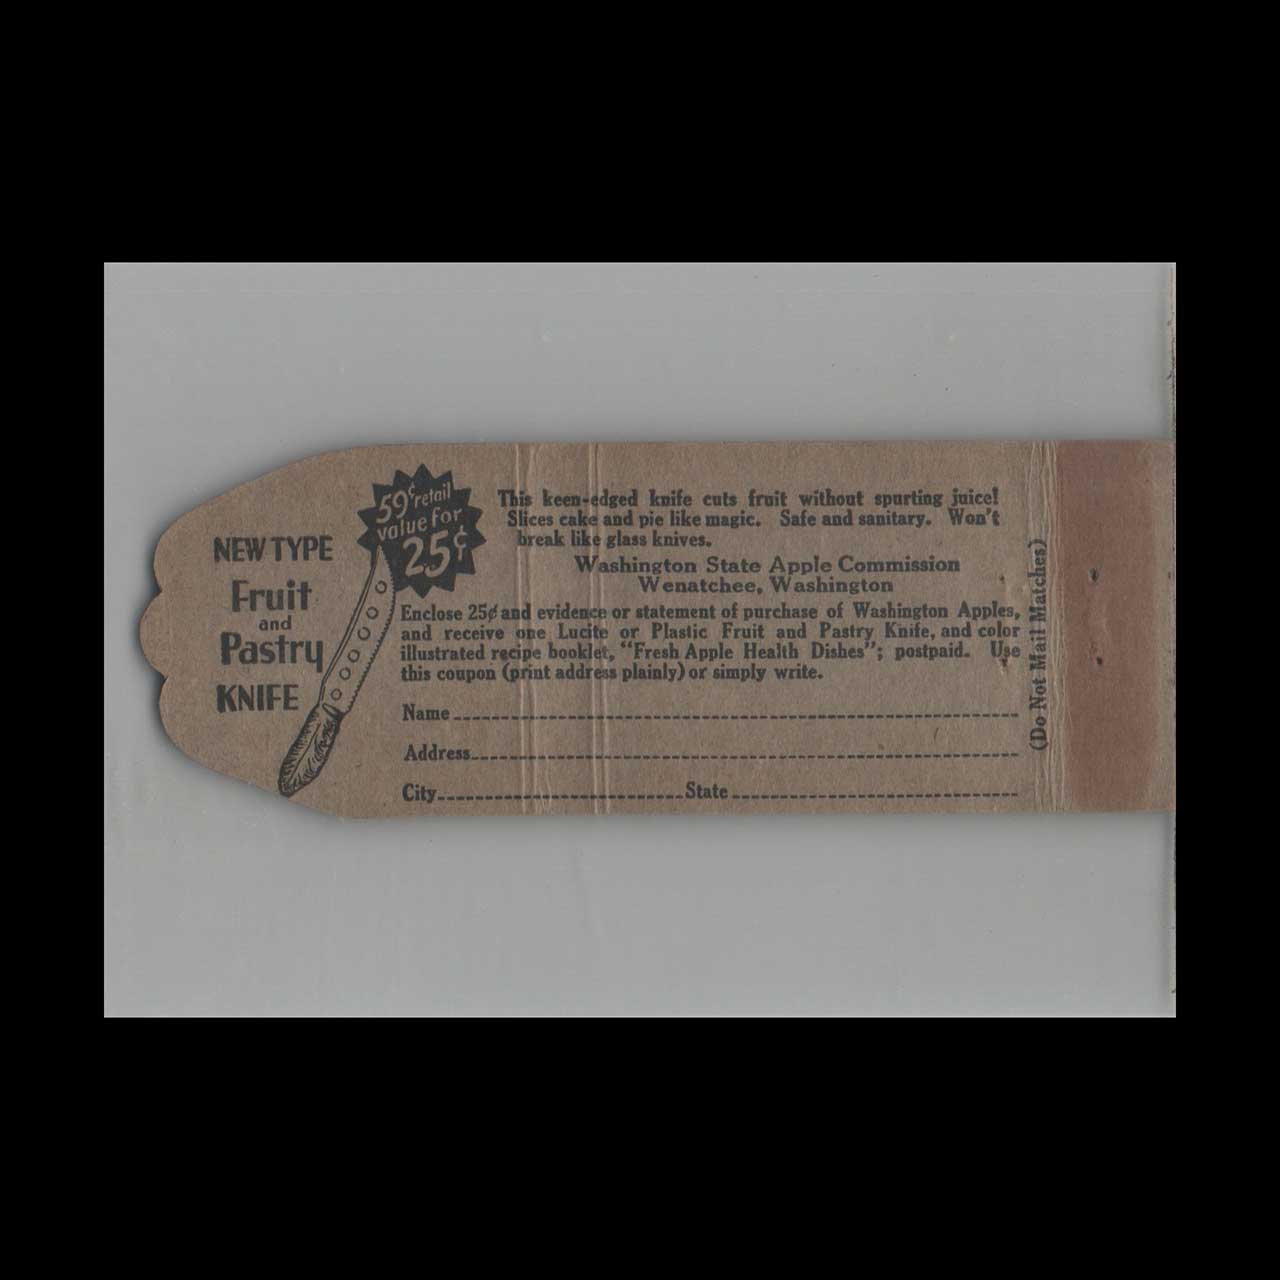 59¢ retail
value for
25¢
NEW TYPE
Fruit
and
Pastry
KNIFE
This keen-edged knife cuts fruit without spurting juice!
Slices cake and pie like magic. Safe and sanitary. Won't
break like glass knives.
Washington State Apple Commission
Wenatchee, Washington
Enclose 25¢ and evidence or statement of purchase of Washington Apples,
and receive one Lucite or Plastic Fruit and Pastry Knife, and color
illustrated recipe booklet, "Fresh Apple Health Dishes"; postpaid. Use
this coupon (print address plainly) or simply write.
Name
Address
City State
(Do Not Mail Matches)